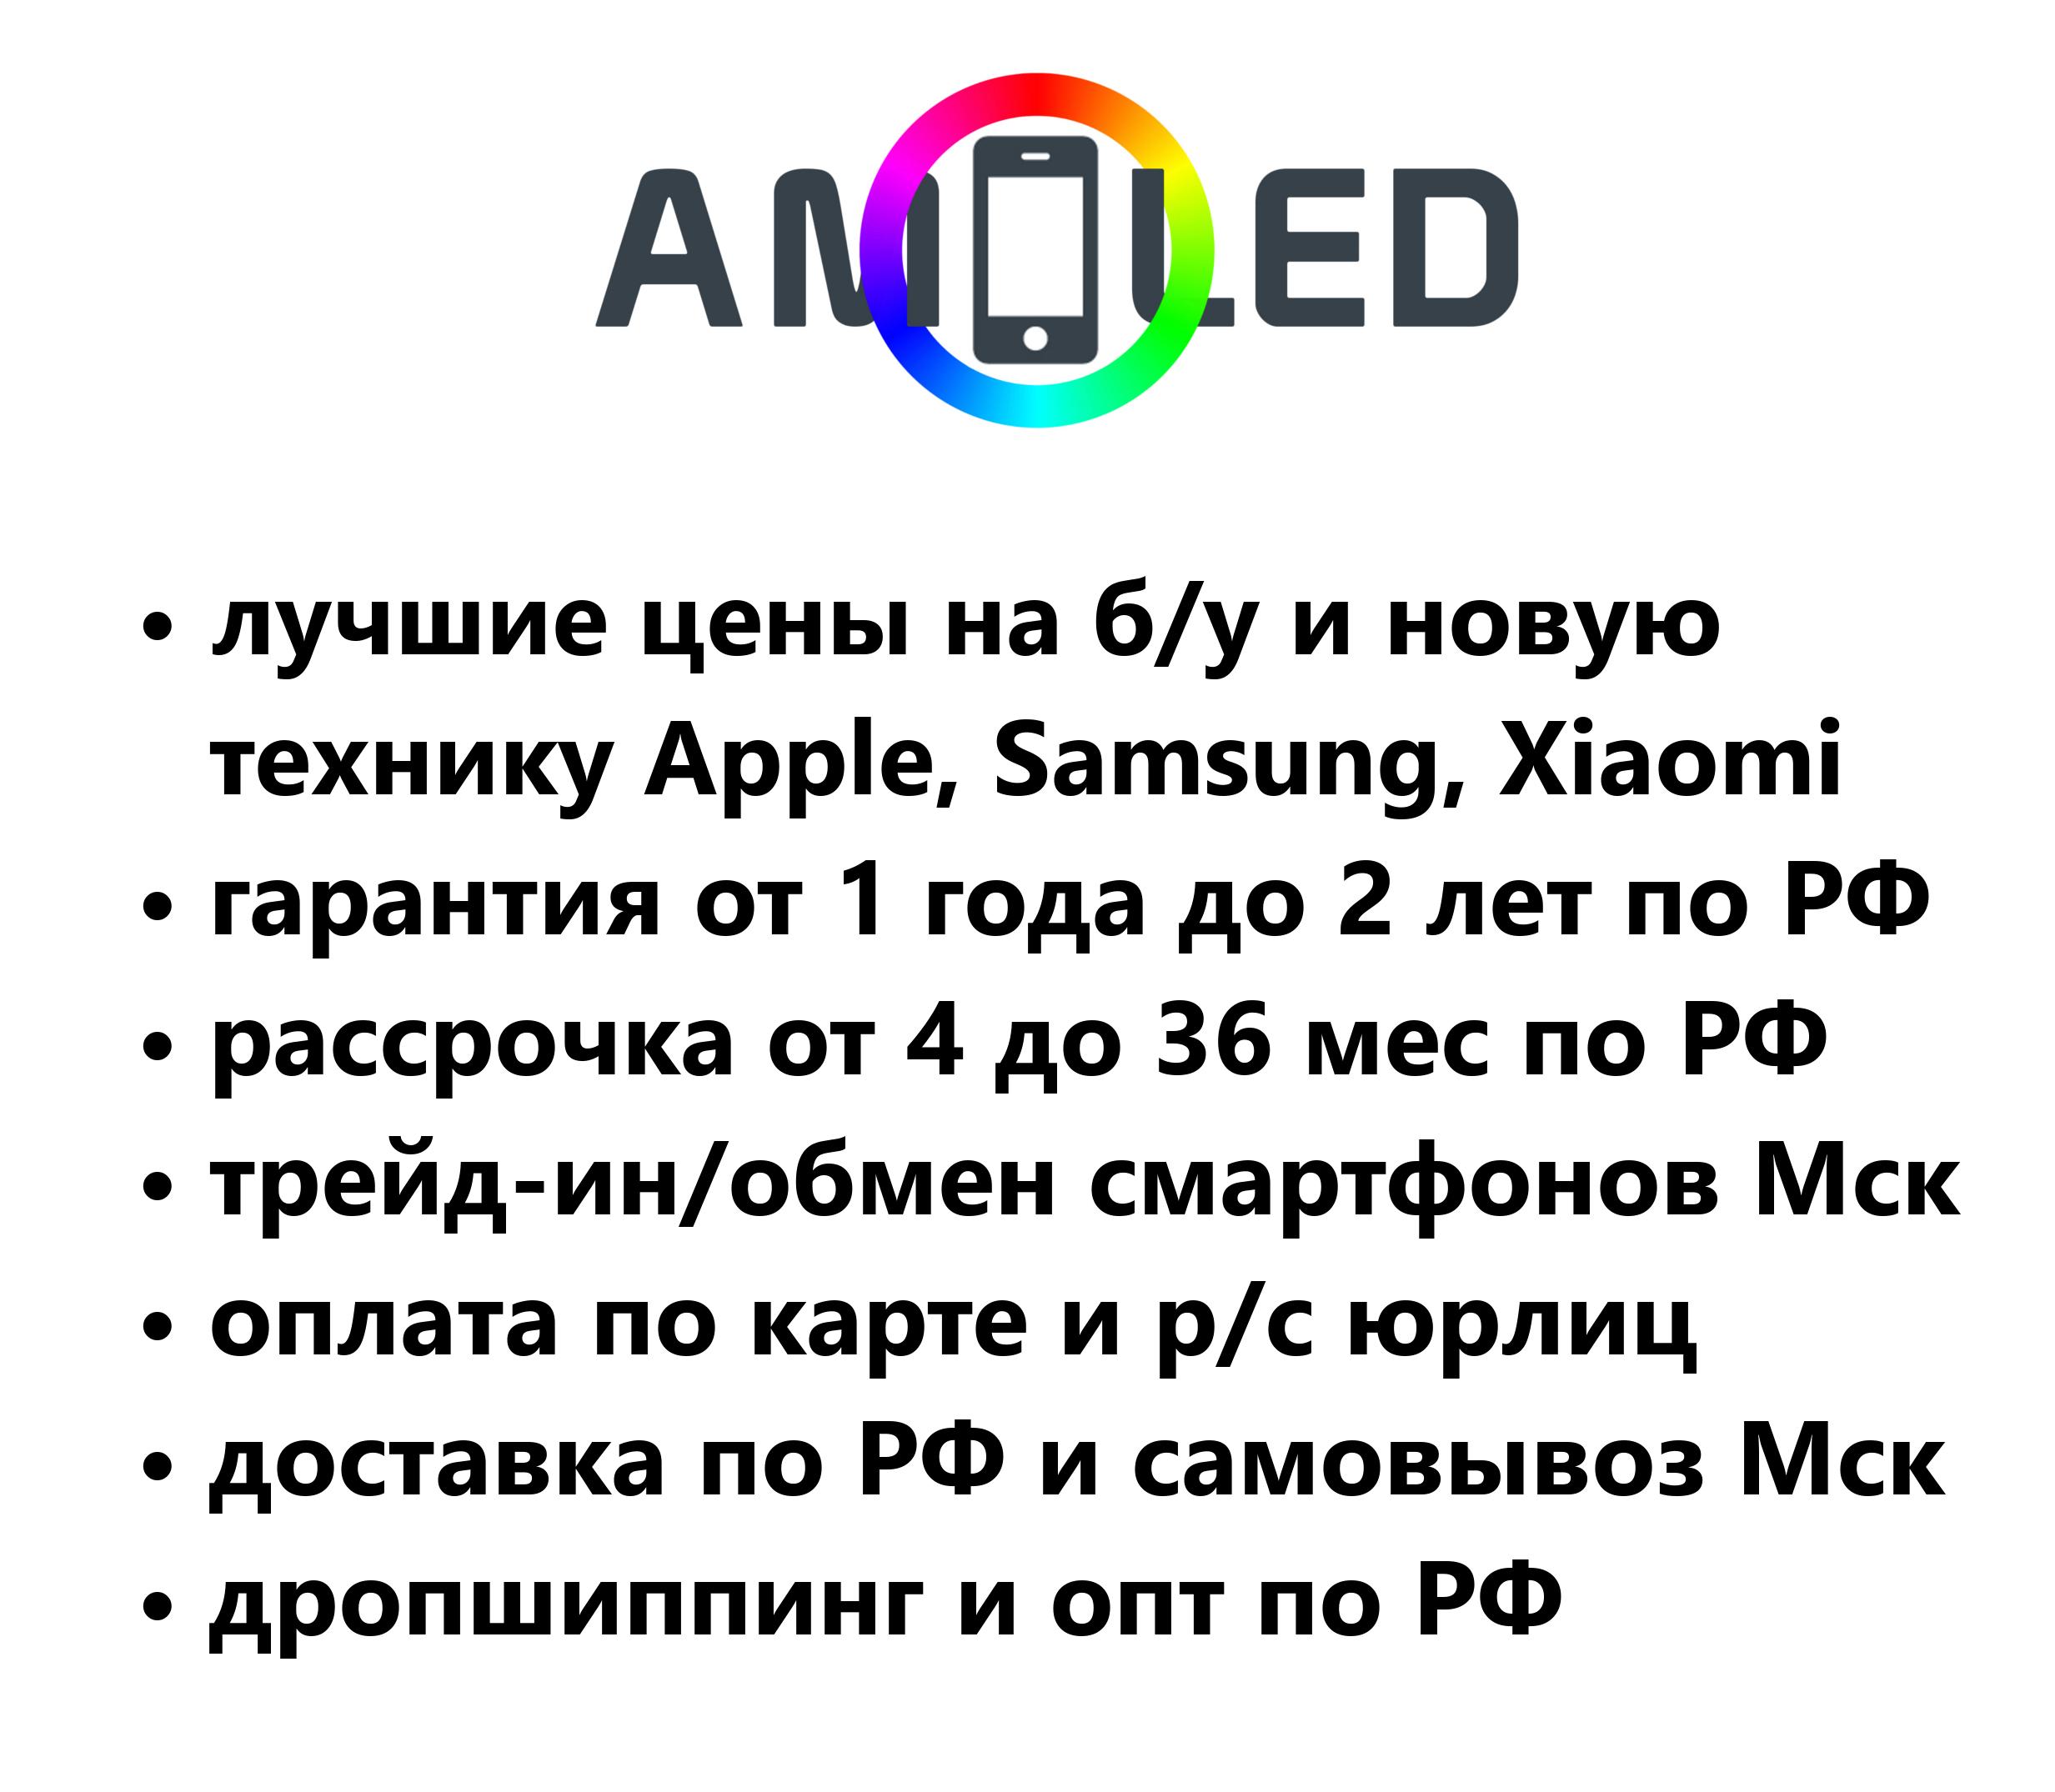 AMOLED
• лучшие цены на б/у и новую
технику Apple, Samsung, Xiaomi
• гарантия от 1 года до 2 лет по РФ
• рассрочка от 4 до 36 мес по РФ
• трейд-ин/обмен смартфонов Мск
• оплата по карте и р/с юрлиц
• доставка по РФ и самовывоз Мск
• дропшиппинг и опт по РФ